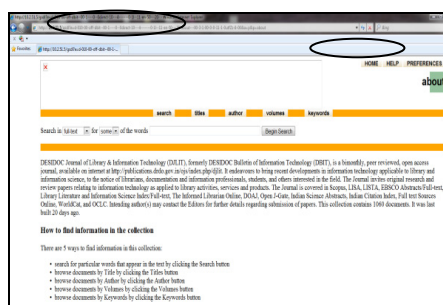 Favorites
HOME HELP PREFERENCES
about
search titles author volumes keywords
Search in full-text for some of the words Begin Search
DESIDOC Journal of Library & Information Technology (DJLIT), formerly DESIDOC Bulletin of Information Technology (DBIT), is a bimonthly, peer reviewed, open access
journal, available on internet at http://publications.drdo.gov.in/ojs/index.php/djlit. It endeavours to bring recent developments in information technology applicable to library and
information science, to the notice of librarians, documentation and information professionals, students, and others interested in the field. The Journal invites original research and
review papers relating to information technology as applied to library activities, services and products. The Journal is covered in Scopus, LISA, LISTA, EBSCO Abstracts/Full-text,
Library Literature and Information Science Index/Full-text, The Informed Librarian Online, DOAJ, Open J-Gate, Indian Science Abstracts, Indian Citation Index, Full text Sources
Online, WorldCat, and OCLC. Intending author(s) may contact the Editors for further details regarding submission of papers. This collection contains 1080 documents. It was last
built 20 days ago.
How to find information in the collection
There are 5 ways to find information in this collection:
• search for particular words that appear in the text by clicking the Search button
• browse documents by Title by clicking the Titles button
• browse documents by Author by clicking the Author button
• browse documents by Volumes by clicking the Volumes button
• browse documents by Keywords by clicking the Keywords button